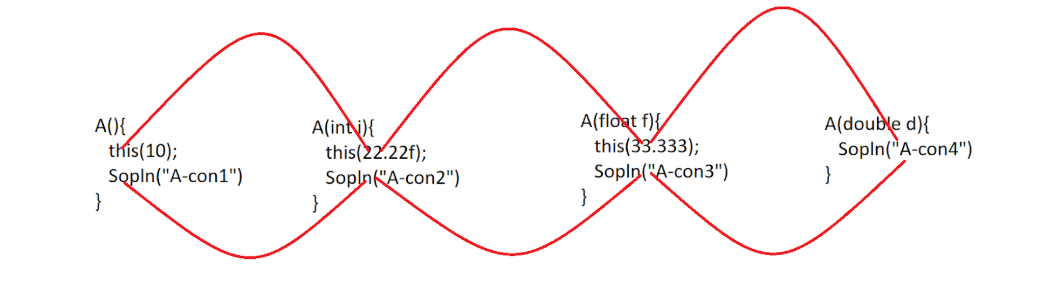 A(){
this(10);
Sopln("A-con1")
}
A(int i){
this(22.22f);
Sopln("A-con2")
}
A(float f){
this(33.333);
Sopln("A-con3")
}
A(double d){
Sopln("A-con4")
}